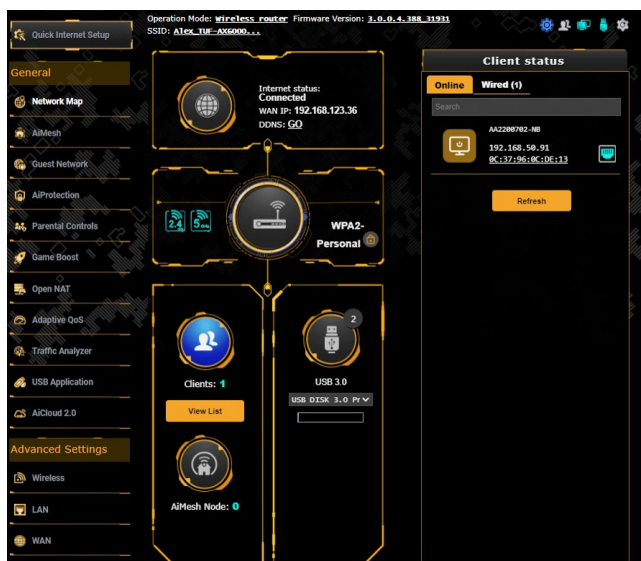 Operation Mode: Wireless router Firmware Version: 3.0.0.4.388_31931
SSID: Alex_TUF-AX6000...
Quick Internet Setup
General
Network Map
AiMesh
Guest Network
AiProtection
Parental Controls
Game Boost
Open NAT
Adaptive QoS
Traffic Analyzer
USB Application
AiCloud 2.0
Advanced Settings
Wireless
LAN
WAN
Internet status:
Connected
WAN IP: 192.168.123.36
DDNS: GO
2.4
5
WPA2-
Personal
Clients: 1
View List
AiMesh Node: 0
2
USB 3.0
USB DISK 3.0 Pr
Client status
Online Wired (1)
Search
AA2200702-NB
192.168.50.91
0C:37:96:0C:DE:13
Refresh